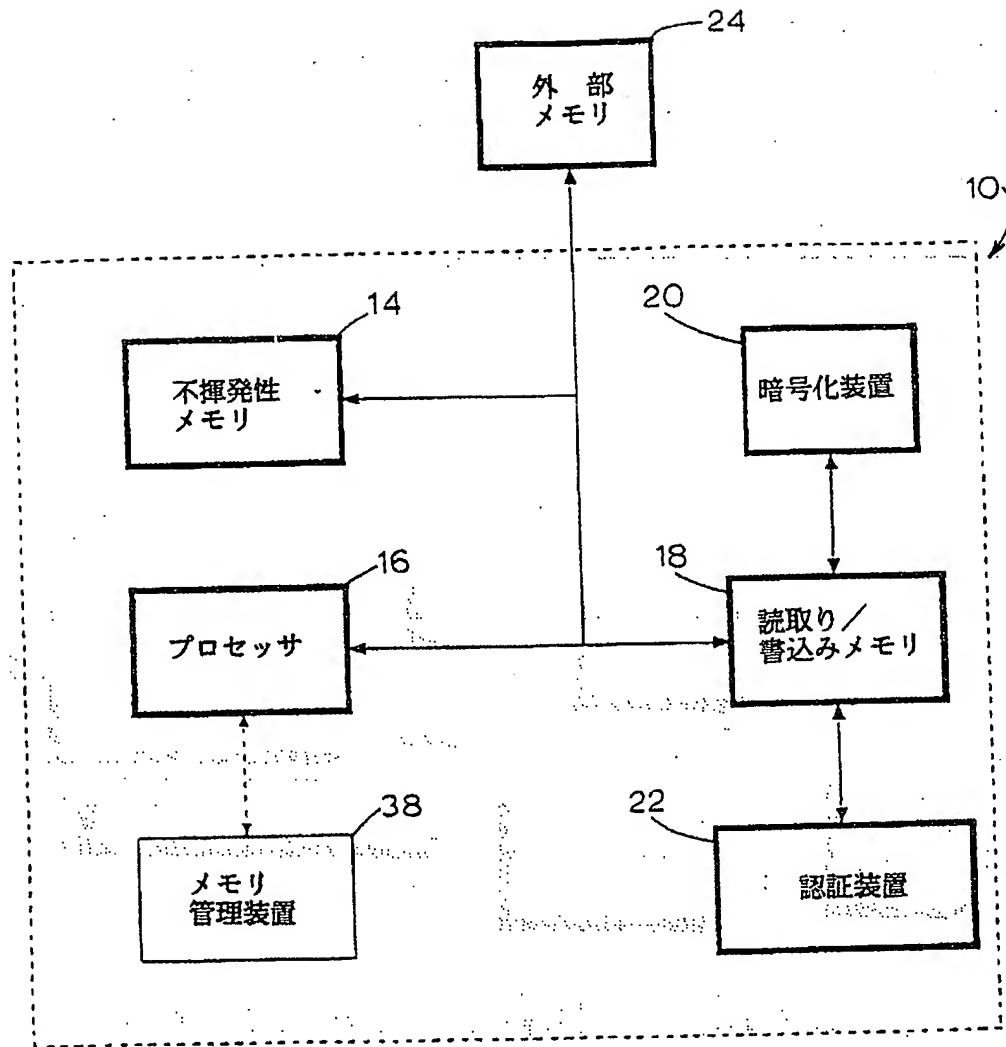 24
外 部
メモリ
10
14
不揮発性
メモリ
20
暗号化装置
16
プロセッサ
18
読取り／
書込みメモリ
38
メモリ
管理装置
22
認証装置